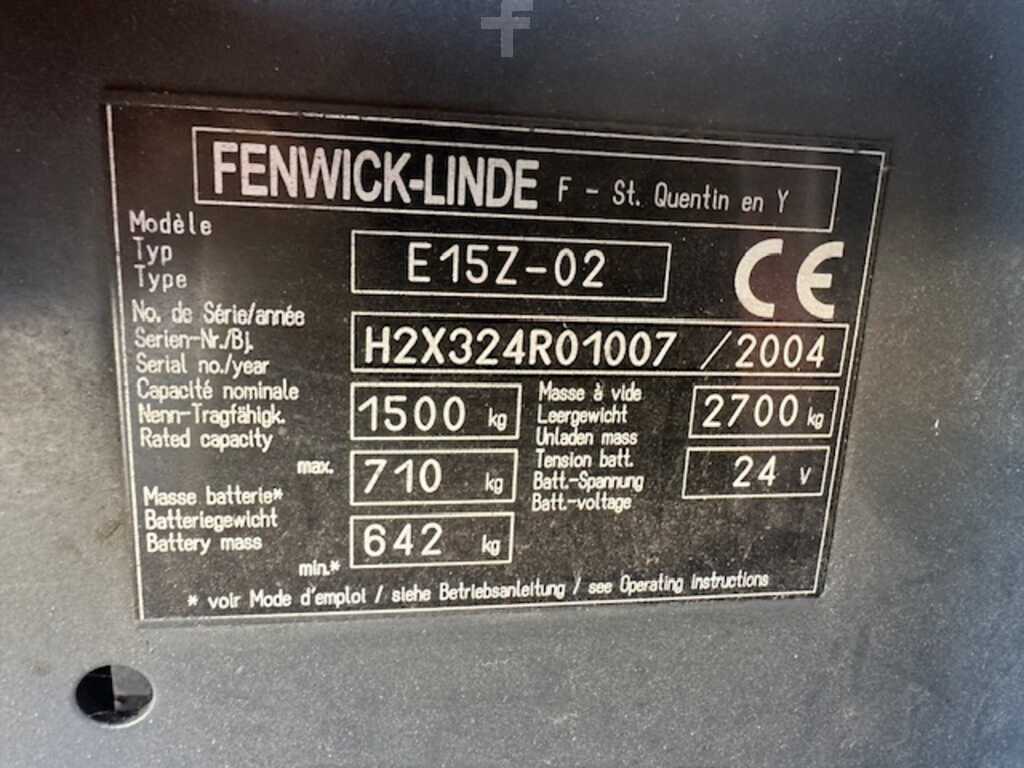 f
FENWICK-LINDE F - St. Quentin en Y
Modèle
Typ
Type
E15Z-02
CE
No. de Série/année
Serien-Nr./Bj.
Serial no./year
H2X324R01007 / 2004
Capacité nominale
Nenn-Tragfähigk.
Rated capacity
1500 kg
Masse à vide
Leergewicht
Unladen mass
2700 kg
max.
710 kg
Tension batt.
Batt.-Spannung
Batt.-voltage
24 V
Masse batterie*
Batteriegewicht
Battery mass
min.*
642 kg
* voir Mode d'emploi / siehe Betriebsanleitung / see Operating instructions